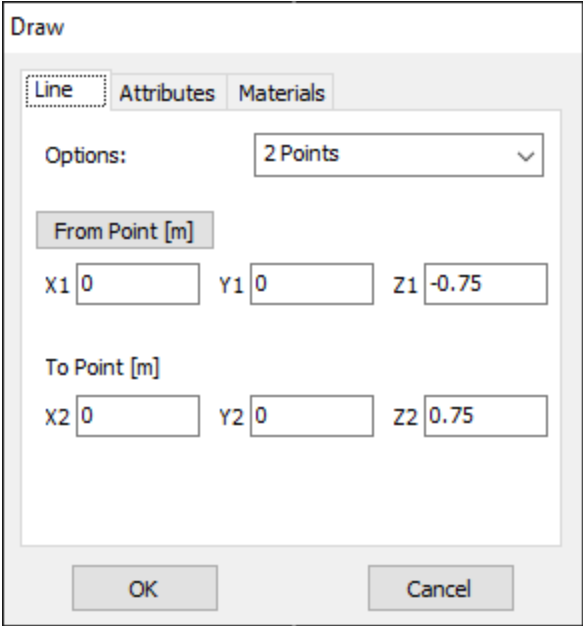 Draw
Line Attributes Materials
Options: 2 Points
From Point [m]
X1 0 Y1 0 Z1 -0.75
To Point [m]
X2 0 Y2 0 Z2 0.75
OK Cancel